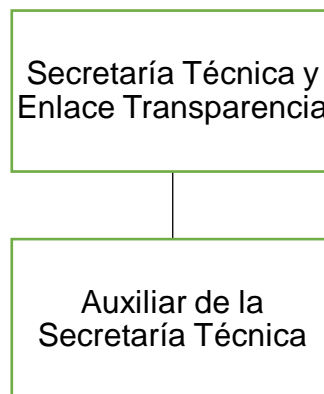 Secretaría Técnica y
Enlace Transparencia
Auxiliar de la
Secretaría Técnica